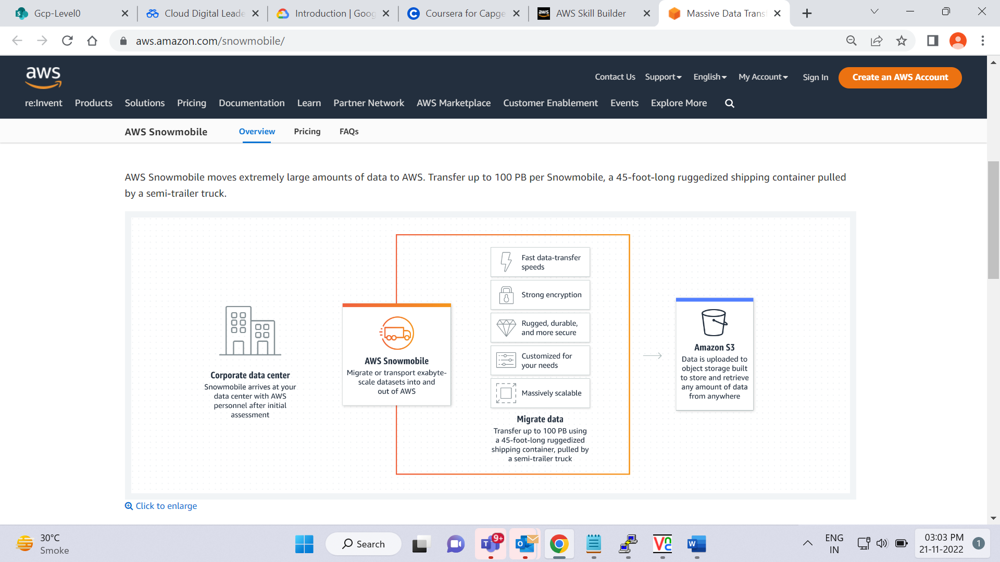 Gcp-Level0
Cloud Digital Leade
Introduction | Goog
Coursera for Capge
aws
AWS Skill Builder
Massive Data Trans
aws.amazon.com/snowmobile/
aws
Contact Us
Support
English
My Account
Sign In
Create an AWS Account
re:Invent
Products
Solutions
Pricing
Documentation
Learn
Partner Network
AWS Marketplace
Customer Enablement
Events
Explore More
AWS Snowmobile
Overview
Pricing
FAQs
AWS Snowmobile moves extremely large amounts of data to AWS. Transfer up to 100 PB per Snowmobile, a 45-foot-long ruggedized shipping container pulled
by a semi-trailer truck.
Corporate data center
Snowmobile arrives at your
data center with AWS
personnel after initial
assessment
AWS Snowmobile
Migrate or transport exabyte-
scale datasets into and
out of AWS
Fast data-transfer
speeds
Strong encryption
Rugged, durable,
and more secure
Customized for
your needs
Massively scalable
Migrate data
Transfer up to 100 PB using
a 45-foot-long ruggedized
shipping container, pulled by
a semi-trailer truck
Amazon S3
Data is uploaded to
object storage built
to store and retrieve
any amount of data
from anywhere
Click to enlarge
30°C
Smoke
Search
9+
ENG
IN
03:03 PM
21-11-2022
1